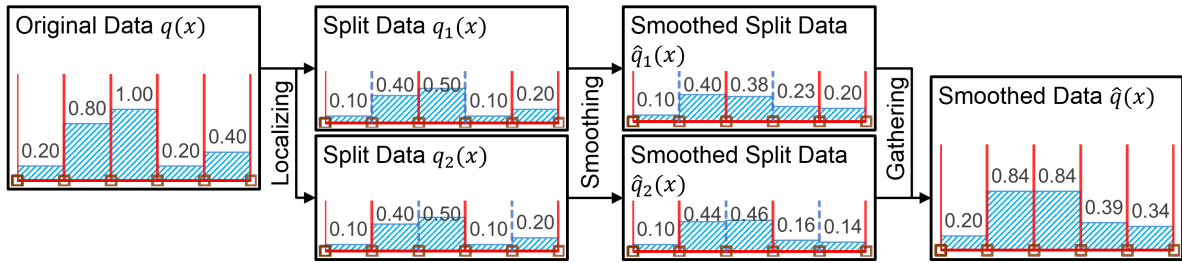 Original Data q(x)
0.20 0.80 1.00 0.20 0.40
Localizing
Split Data q₁(x)
0.10 0.40 0.50 0.10 0.20
Split Data q₂(x)
0.10 0.40 0.50 0.10 0.20
Smoothing
Smoothed Split Data
q̂₁(x)
0.10 0.40 0.38 0.23 0.20
Smoothed Split Data
q̂₂(x)
0.10 0.44 0.46 0.16 0.14
Gathering
Smoothed Data q̂(x)
0.20 0.84 0.84 0.39 0.34